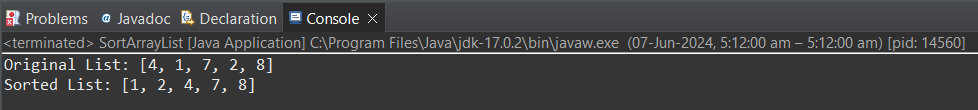 Problems @ Javadoc Declaration Console ×
<terminated> SortArrayList [Java Application] C:\Program Files\Java\jdk-17.0.2\bin\javaw.exe (07-Jun-2024, 5:12:00 am – 5:12:00 am) [pid: 14560]
Original List: [4, 1, 7, 2, 8]
Sorted List: [1, 2, 4, 7, 8]